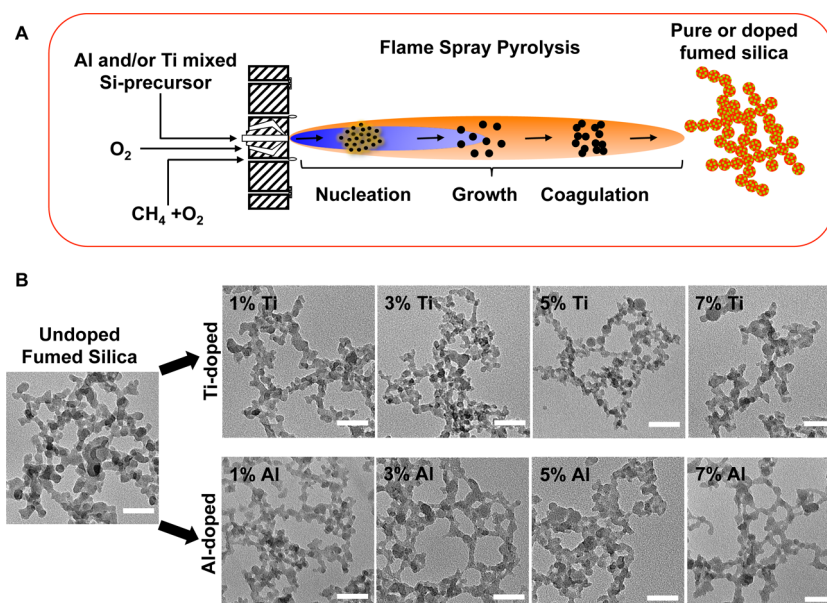 A
Al and/or Ti mixed
Si-precursor
O₂
CH₄ +O₂
Flame Spray Pyrolysis
Nucleation
Growth
Coagulation
Pure or doped
fumed silica
B
Undoped
Fumed Silica
Ti-doped
1% Ti
3% Ti
5% Ti
7% Ti
Al-doped
1% Al
3% Al
5% Al
7% Al